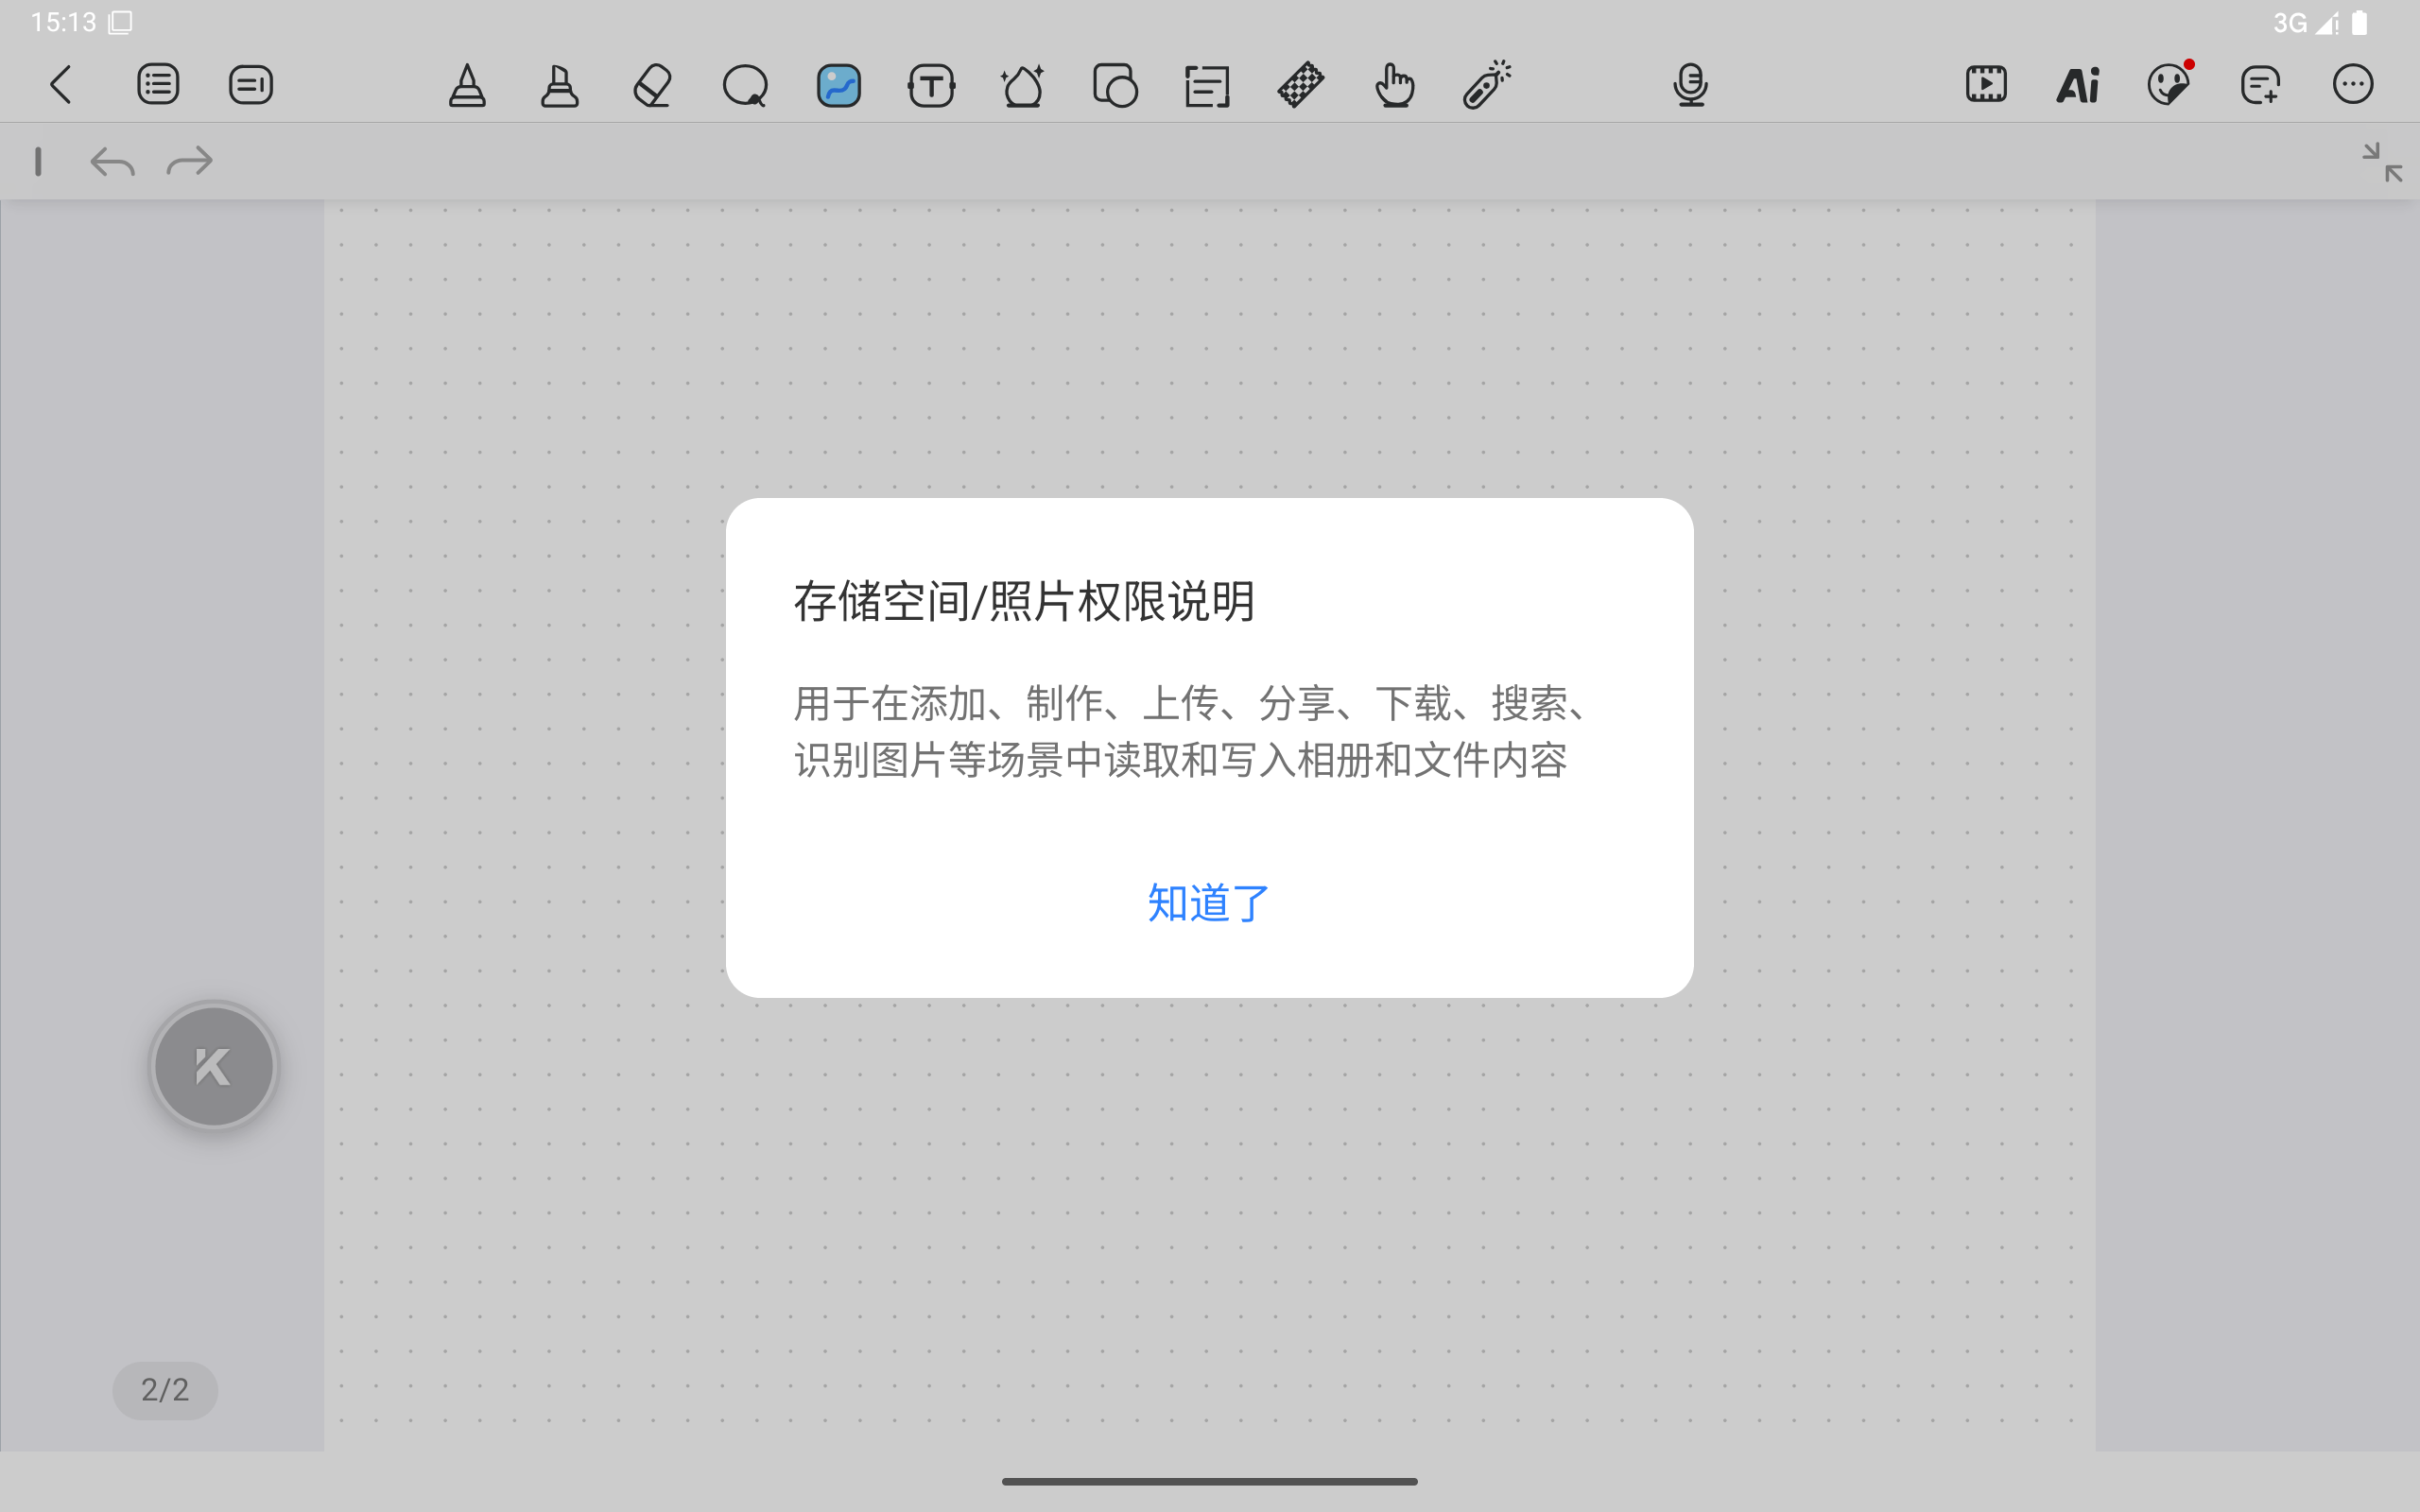 15:13
3G
Ai
T
存储空间/照片权限说明
用于在添加、制作、上传、分享、下载、搜索、
识别图片等场景中读取和写入相册和文件内容
知道了
K
2/2